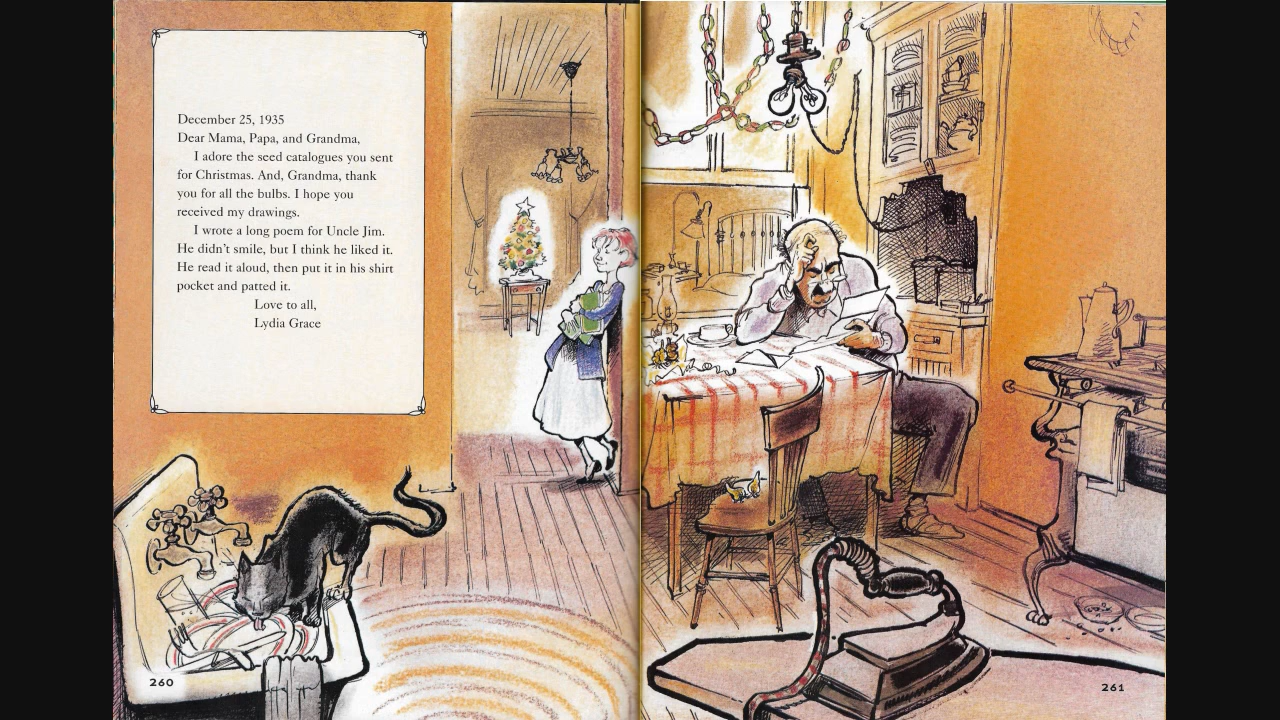 December 25, 1935
Dear Mama, Papa, and Grandma,
I adore the seed catalogues you sent
for Christmas. And, Grandma, thank
you for all the bulbs. I hope you
received my drawings.
I wrote a long poem for Uncle Jim.
He didn't smile, but I think he liked it.
He read it aloud, then put it in his shirt
pocket and patted it.
Love to all,
Lydia Grace
260
261